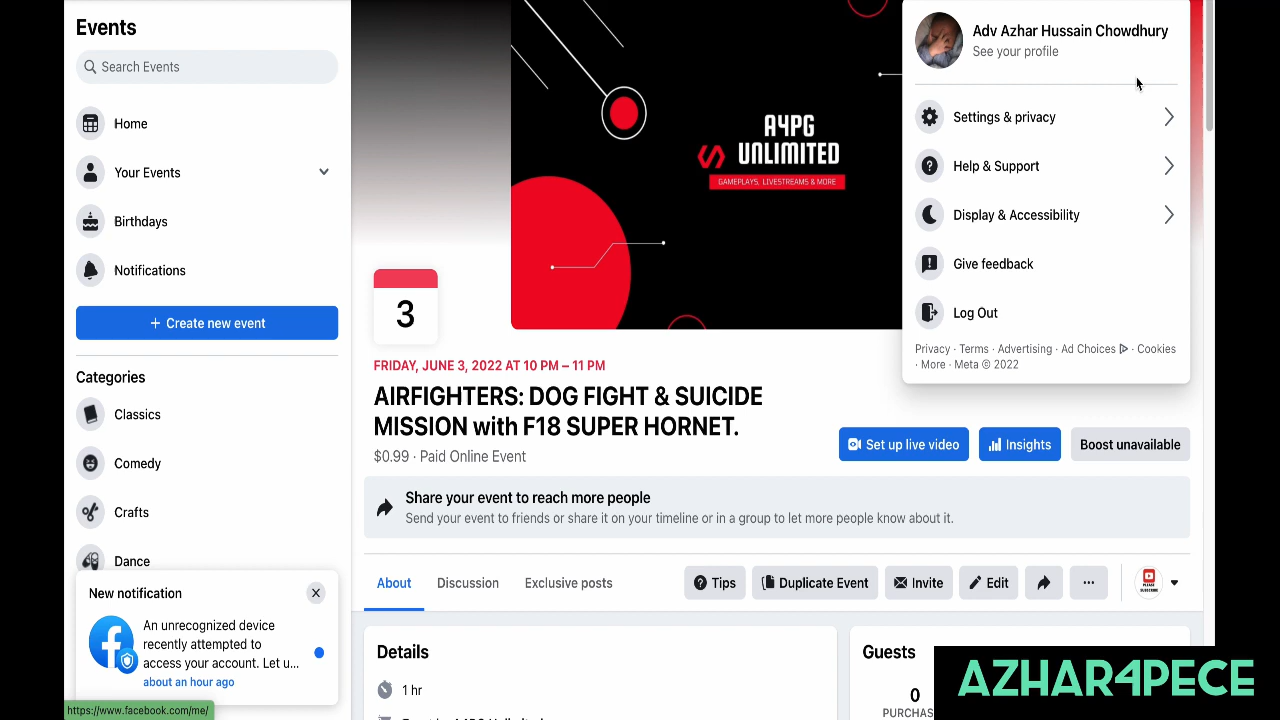 Events
Search Events
Home
Your Events
Birthdays
Notifications
+ Create new event
Categories
Classics
Comedy
Crafts
Dance
New notification
An unrecognized device
recently attempted to
access your account. Let u...
about an hour ago
https://www.facebook.com/me/
A4PG
UNLIMITED
GAMEPLAYS, LIVESTREAMS & MORE
3
FRIDAY, JUNE 3, 2022 AT 10 PM – 11 PM
AIRFIGHTERS: DOG FIGHT & SUICIDE
MISSION with F18 SUPER HORNET.
$0.99 · Paid Online Event
Set up live video
Insights
Boost unavailable
Share your event to reach more people
Send your event to friends or share it on your timeline or in a group to let more people know about it.
About
Discussion
Exclusive posts
Tips
Duplicate Event
Invite
Edit
PLEASE
SUBSCRIBE
Details
1 hr
Guests
0
PURCHAS
Adv Azhar Hussain Chowdhury
See your profile
Settings & privacy
Help & Support
Display & Accessibility
Give feedback
Log Out
Privacy · Terms · Advertising · Ad Choices · Cookies
· More · Meta © 2022
AZHAR4PECE